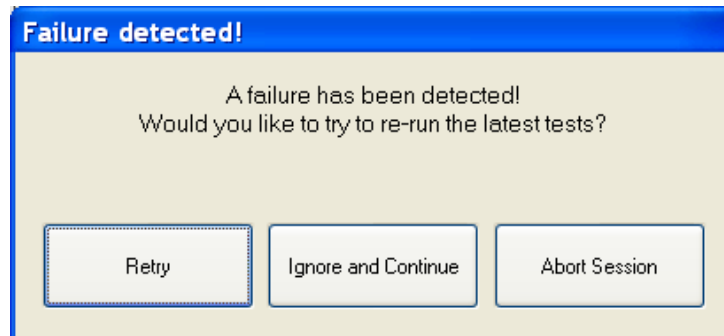 Failure detected!
A failure has been detected!
Would you like to try to re-run the latest tests?
Retry
Ignore and Continue
Abort Session